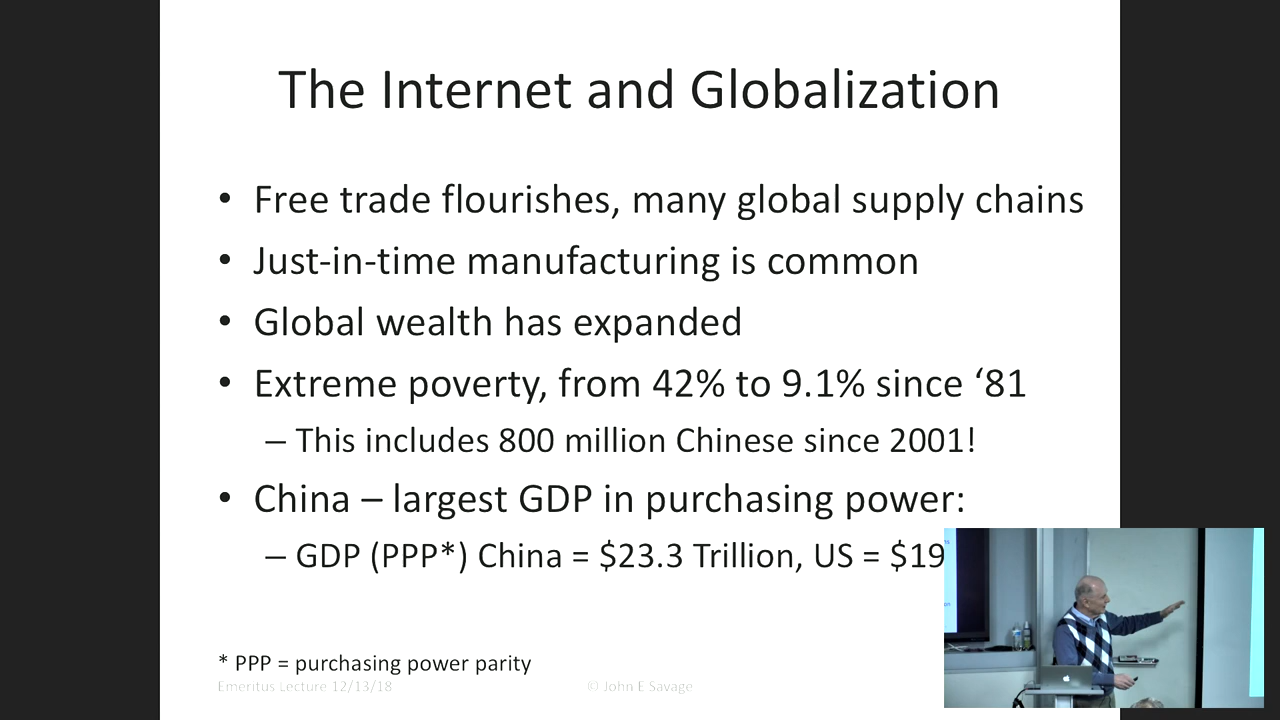 The Internet and Globalization
• Free trade flourishes, many global supply chains
• Just-in-time manufacturing is common
• Global wealth has expanded
• Extreme poverty, from 42% to 9.1% since ‘81
– This includes 800 million Chinese since 2001!
• China – largest GDP in purchasing power:
– GDP (PPP*) China = $23.3 Trillion, US = $19
* PPP = purchasing power parity
Emeritus Lecture 12/13/18
© John E Savage